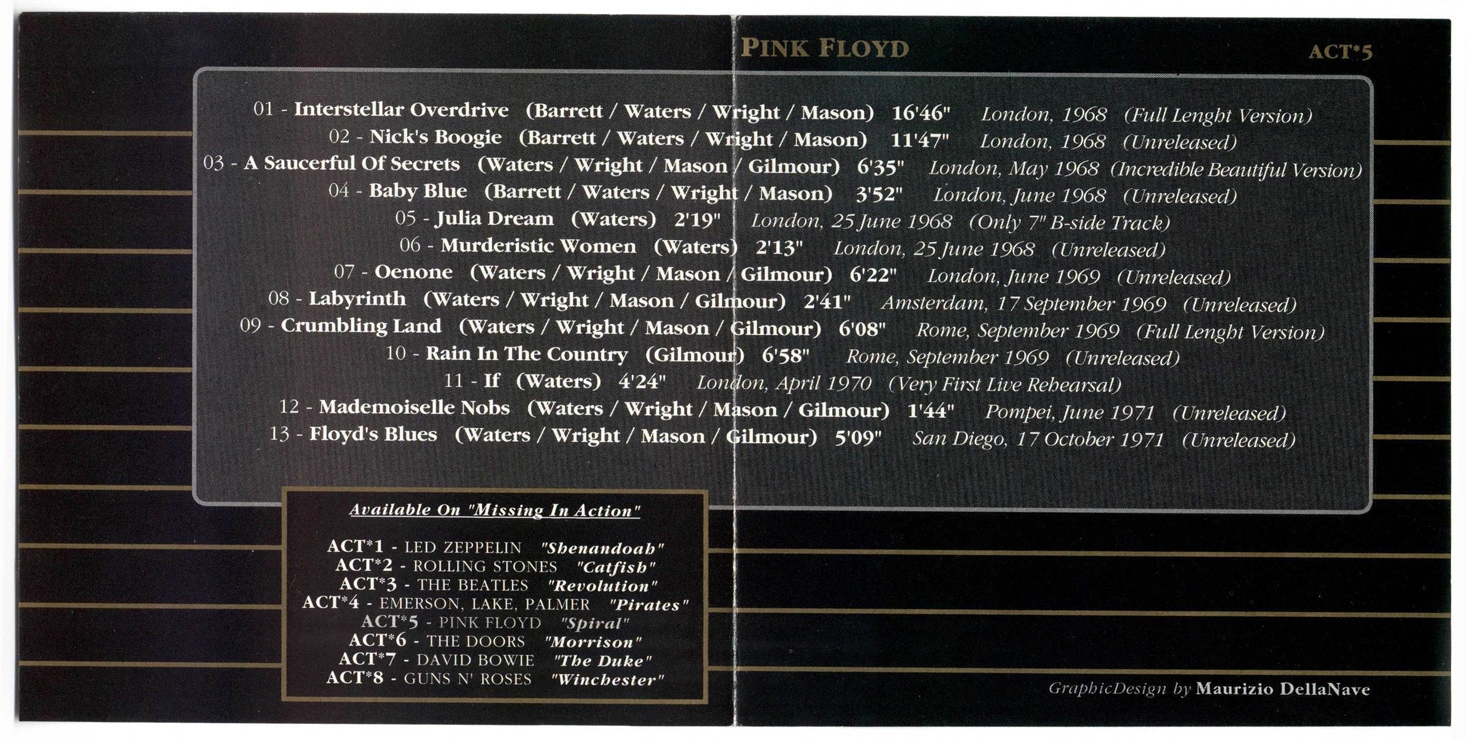 PINK FLOYD
ACT*5
01 - Interstellar Overdrive (Barrett / Waters / Wright / Mason) 16'46" London, 1968 (Full Lenght Version)
02 - Nick's Boogie (Barrett / Waters / Wright / Mason) 11'47" London, 1968 (Unreleased)
03 - A Saucerful Of Secrets (Waters / Wright / Mason / Gilmour) 6'35" London, May 1968 (Incredible Beautiful Version)
04 - Baby Blue (Barrett / Waters / Wright / Mason) 3'52" London, June 1968 (Unreleased)
05 - Julia Dream (Waters) 2'19" London, 25 June 1968 (Only 7" B-side Track)
06 - Murderistic Women (Waters) 2'13" London, 25 June 1968 (Unreleased)
07 - Oenone (Waters / Wright / Mason / Gilmour) 6'22" London, June 1969 (Unreleased)
08 - Labyrinth (Waters / Wright / Mason / Gilmour) 2'41" Amsterdam, 17 September 1969 (Unreleased)
09 - Crumbling Land (Waters / Wright / Mason / Gilmour) 6'08" Rome, September 1969 (Full Lenght Version)
10 - Rain In The Country (Gilmour) 6'58" Rome, September 1969 (Unreleased)
11 - If (Waters) 4'24" London, April 1970 (Very First Live Rehearsal)
12 - Mademoiselle Nobs (Waters / Wright / Mason / Gilmour) 1'44" Pompei, June 1971 (Unreleased)
13 - Floyd's Blues (Waters / Wright / Mason / Gilmour) 5'09" San Diego, 17 October 1971 (Unreleased)
Available On "Missing In Action"
ACT*1 - LED ZEPPELIN "Shenandoah"
ACT*2 - ROLLING STONES "Catfish"
ACT*3 - THE BEATLES "Revolution"
ACT*4 - EMERSON, LAKE, PALMER "Pirates"
ACT*5 - PINK FLOYD "Spiral"
ACT*6 - THE DOORS "Morrison"
ACT*7 - DAVID BOWIE "The Duke"
ACT*8 - GUNS N' ROSES "Winchester"
GraphicDesign by Maurizio DellaNave